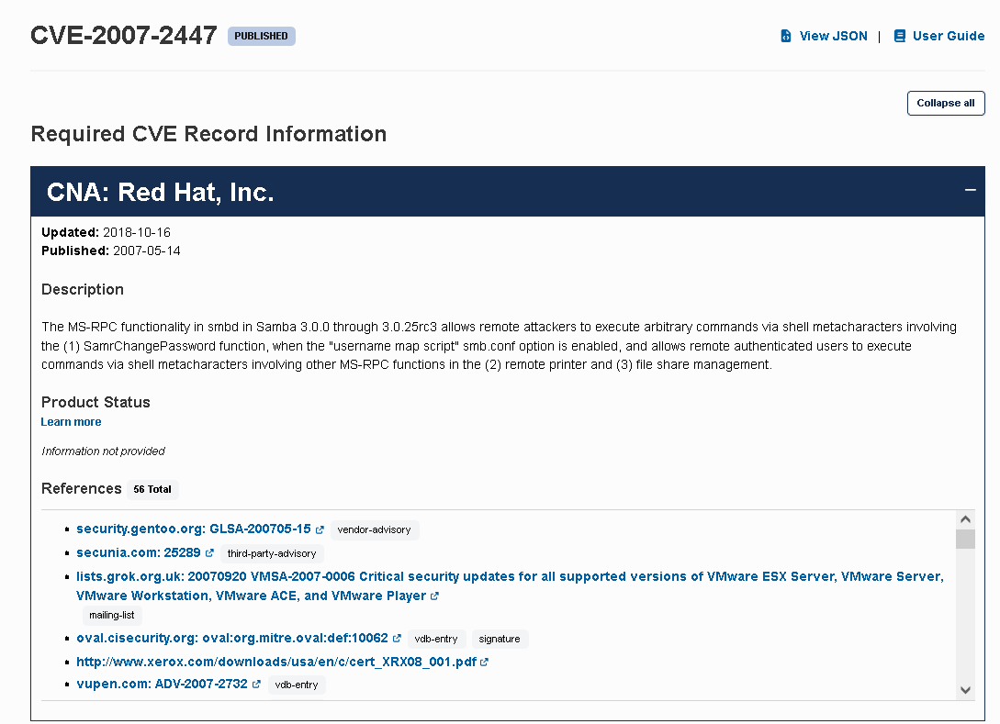 CVE-2007-2447 PUBLISHED
View JSON | User Guide
Collapse all
Required CVE Record Information
CNA: Red Hat, Inc.
Updated: 2018-10-16
Published: 2007-05-14
Description
The MS-RPC functionality in smbd in Samba 3.0.0 through 3.0.25rc3 allows remote attackers to execute arbitrary commands via shell metacharacters involving
the (1) SamrChangePassword function, when the "username map script" smb.conf option is enabled, and allows remote authenticated users to execute
commands via shell metacharacters involving other MS-RPC functions in the (2) remote printer and (3) file share management.
Product Status
Learn more
Information not provided
References 56 Total
security.gentoo.org: GLSA-200705-15 vendor-advisory
secunia.com: 25289 third-party-advisory
lists.grok.org.uk: 20070920 VMSA-2007-0006 Critical security updates for all supported versions of VMware ESX Server, VMware Server,
VMware Workstation, VMware ACE, and VMware Player
mailing-list
oval.cisecurity.org: oval:org.mitre.oval:def:10062 vdb-entry signature
http://www.xerox.com/downloads/usa/en/c/cert_XRX08_001.pdf
vupen.com: ADV-2007-2732 vdb-entry